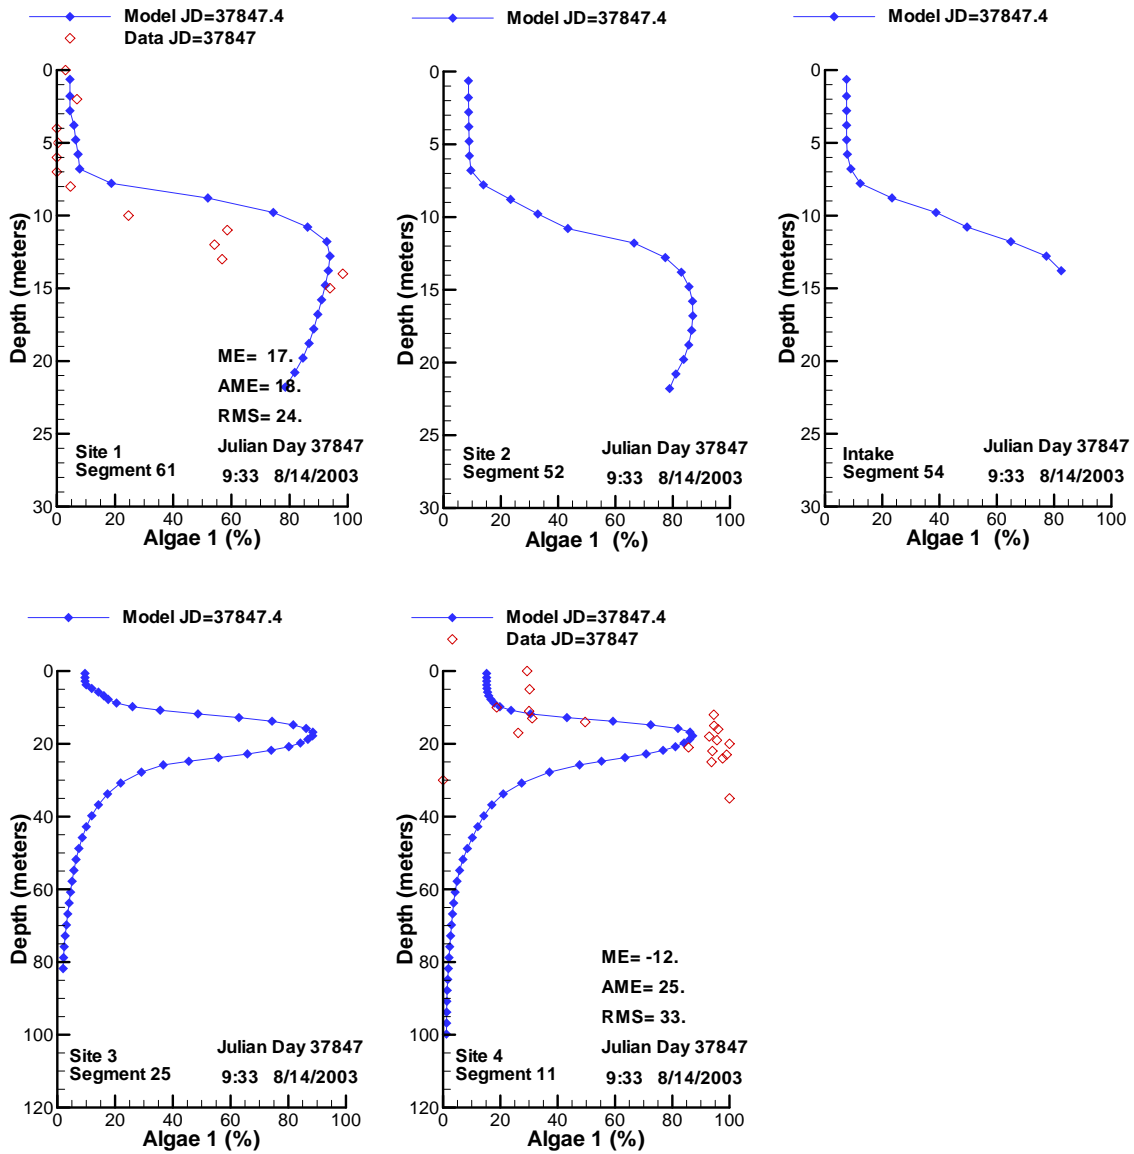 Model JD=37847.4
Data JD=37847
0
5
10
15
20
25
30
Depth (meters)
ME= 17.
AME= 18.
RMS= 24.
Site 1
Segment 61
Julian Day 37847
9:33 8/14/2003
0 20 40 60 80 100
Algae 1 (%)
Model JD=37847.4
0
5
10
15
20
25
30
Depth (meters)
Site 2
Segment 52
Julian Day 37847
9:33 8/14/2003
0 20 40 60 80 100
Algae 1 (%)
Model JD=37847.4
0
5
10
15
20
25
30
Depth (meters)
Intake
Segment 54
Julian Day 37847
9:33 8/14/2003
0 20 40 60 80 100
Algae 1 (%)
Model JD=37847.4
0
20
40
60
80
100
120
Depth (meters)
Site 3
Segment 25
Julian Day 37847
9:33 8/14/2003
0 20 40 60 80 100
Algae 1 (%)
Model JD=37847.4
Data JD=37847
0
20
40
60
80
100
120
Depth (meters)
ME= -12.
AME= 25.
RMS= 33.
Site 4
Segment 11
Julian Day 37847
9:33 8/14/2003
0 20 40 60 80 100
Algae 1 (%)